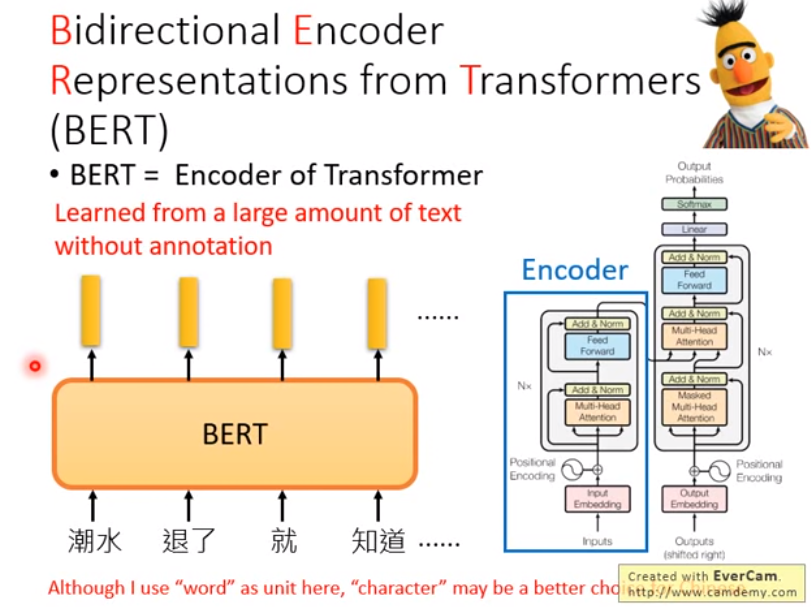 Bidirectional Encoder
Representations from Transformers
(BERT)
• BERT = Encoder of Transformer
Learned from a large amount of text
without annotation
......
BERT
潮水 退了 就 知道 ......
Encoder
Output
Probabilities
Softmax
Linear
Add & Norm
Feed
Forward
Add & Norm
Multi-Head
Attention
Nx
Add & Norm
Masked
Multi-Head
Attention
Positional
Encoding
Output
Embedding
Outputs
(shifted right)
Add & Norm
Feed
Forward
Nx
Add & Norm
Multi-Head
Attention
Positional
Encoding
Input
Embedding
Inputs
Although I use “word” as unit here, “character” may be a better cho
Created with EverCam.
http://www.camdemy.com